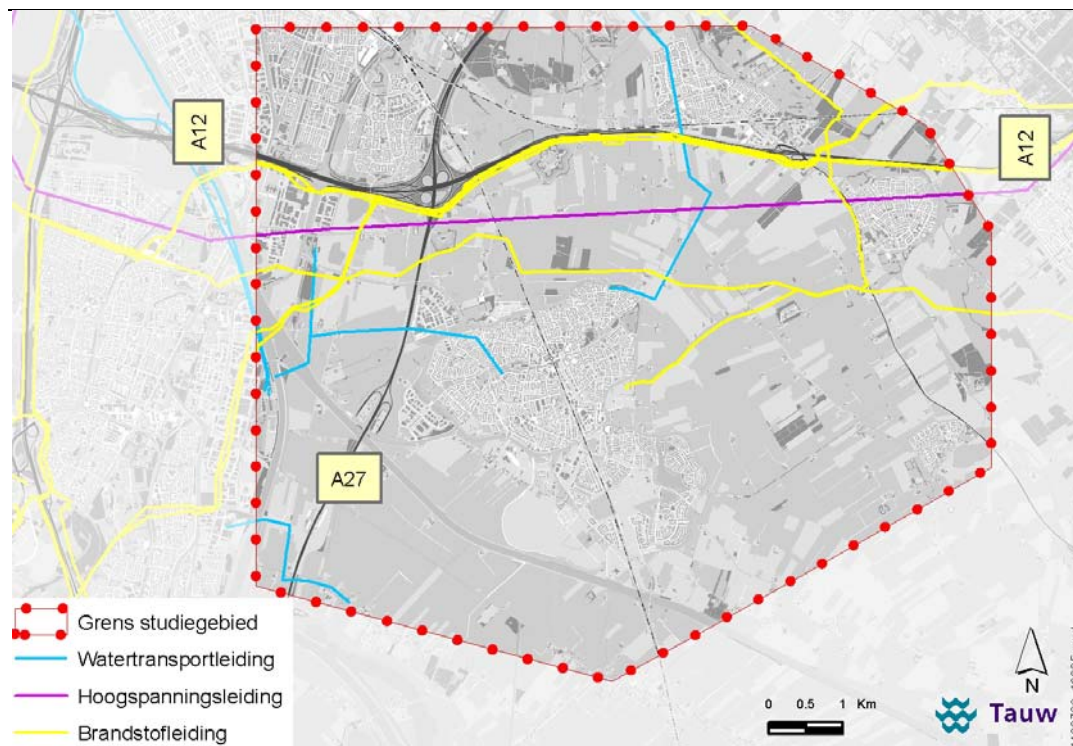 A12
A12
A27
Grens studiegebied
Watertransportleiding
Hoogspanningsleiding
Brandstofleiding
0 0.5 1 Km
N
Tauw